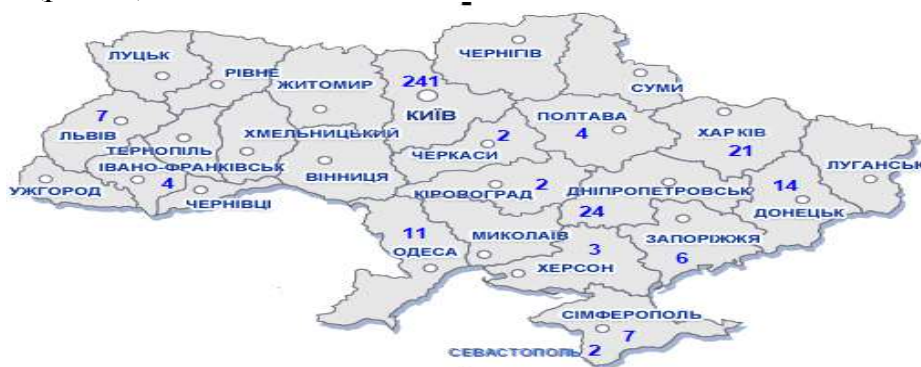 ЧЕРНІГІВ
ЛУЦЬК
РІВНЕ
ЖИТОМИР
241
СУМИ
КИЇВ
7
ЛЬВІВ
ТЕРНОПІЛЬ
ХМЕЛЬНИЦЬКИЙ
2
ЧЕРКАСИ
ПОЛТАВА
4
ХАРКІВ
21
ІВАНО-ФРАНКІВСЬК
4
ВІННИЦЯ
УЖГОРОД
ЧЕРНІВЦІ
КІРОВОГРАД
2
ДНІПРОПЕТРОВСЬК
24
14
ДОНЕЦЬК
ЛУГАНСЬК
11
ОДЕСА
МИКОЛАЇВ
3
ХЕРСОН
ЗАПОРІЖЖЯ
6
СІМФЕРОПОЛЬ
7
СЕВАСТОПОЛЬ 2